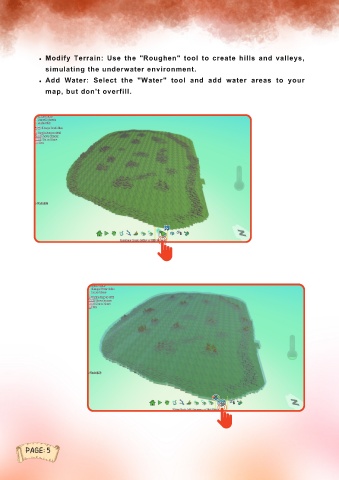 • Modify Terrain: Use the "Roughen" tool to create hills and valleys,
simulating the underwater environment.
• Add Water: Select the "Water" tool and add water areas to your
map, but don't overfill.
PAGE: 5